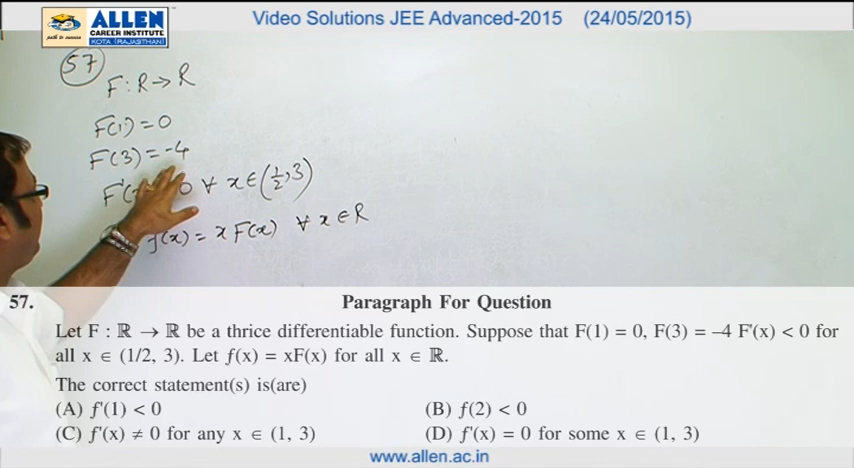 ALLEN
CAREER INSTITUTE
KOTA (RAJASTHAN)
path to success
Video Solutions JEE Advanced-2015 (24/05/2015)
57
F : R → R
F(1) = 0
F(3) = -4
0 ∀ x ∈ (1/2, 3)
f(x) = x F(x) ∀ x ∈ R
57. Paragraph For Question
Let F : ℝ → ℝ be a thrice differentiable function. Suppose that F(1) = 0, F(3) = –4 F'(x) < 0 for
all x ∈ (1/2, 3). Let f(x) = xF(x) for all x ∈ ℝ.
The correct statement(s) is(are)
(A) f'(1) < 0 (B) f(2) < 0
(C) f'(x) ≠ 0 for any x ∈ (1, 3) (D) f'(x) = 0 for some x ∈ (1, 3)
www.allen.ac.in